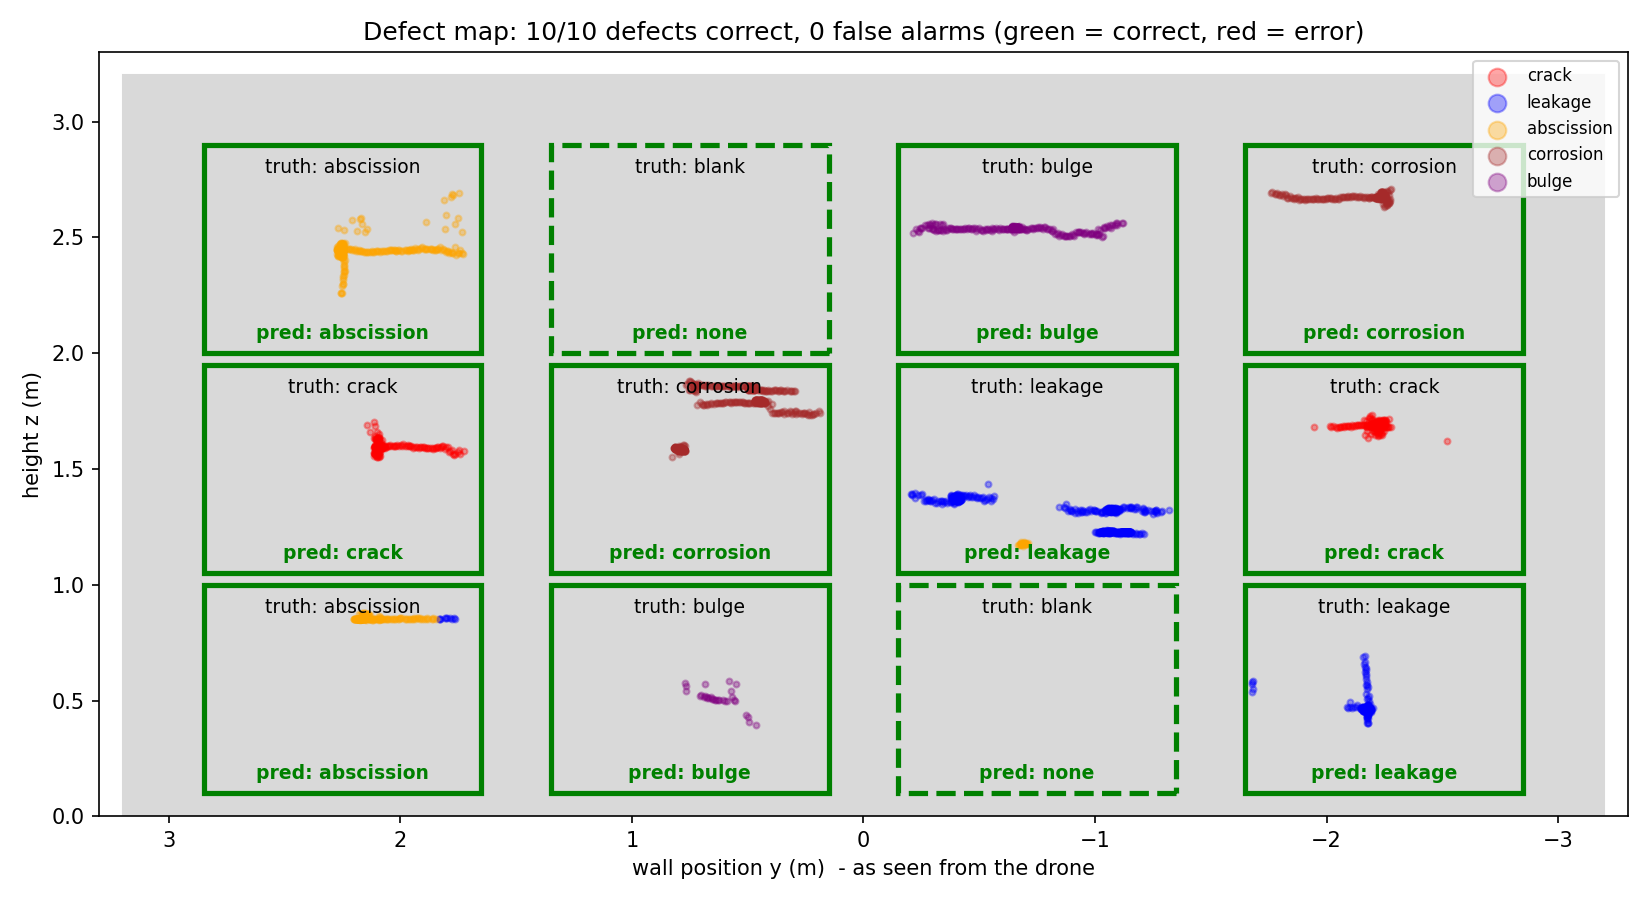 Defect map: 10/10 defects correct, 0 false alarms (green = correct, red = error)
crack
leakage
abscission
corrosion
bulge
3.0
2.5
2.0
1.5
1.0
0.5
0.0
height z (m)
truth: abscission
truth: blank
truth: bulge
truth: corrosion
pred: abscission
pred: none
pred: bulge
pred: corrosion
truth: crack
truth: corrosion
truth: leakage
truth: crack
pred: crack
pred: corrosion
pred: leakage
pred: crack
truth: abscission
truth: bulge
truth: blank
truth: leakage
pred: abscission
pred: bulge
pred: none
pred: leakage
3
2
1
0
−1
−2
−3
wall position y (m)  - as seen from the drone